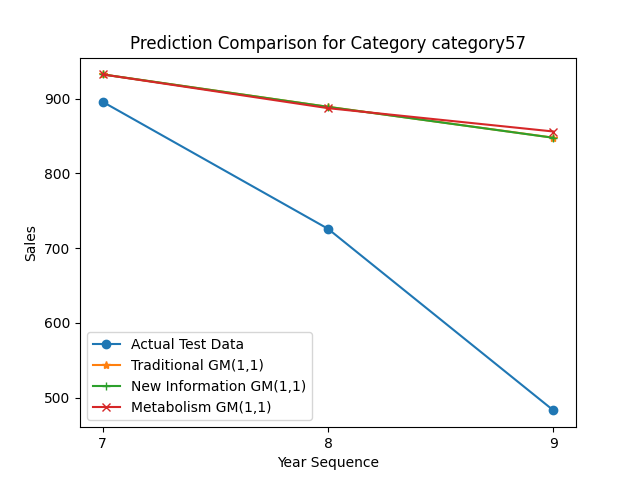 Prediction Comparison for Category category57
Sales
900
800
700
600
500
Actual Test Data
Traditional GM(1,1)
New Information GM(1,1)
Metabolism GM(1,1)
7
8
9
Year Sequence